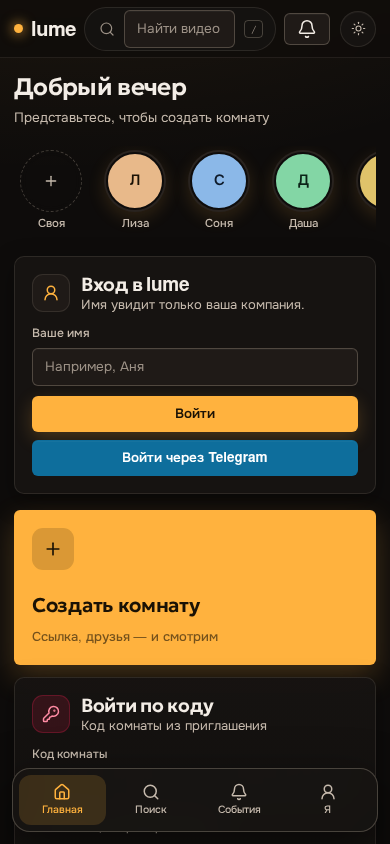 lume
Найти видео
/
Добрый вечер
Представьтесь, чтобы создать комнату
Л
С
Д
Своя
Лиза
Соня
Даша
Вход в lume
Имя увидит только ваша компания.
Ваше имя
Например, Аня
Войти
Войти через Telegram
Создать комнату
Ссылка, друзья — и смотрим
Войти по коду
Код комнаты из приглашения
Код комнаты
Главная
Поиск
События
Я